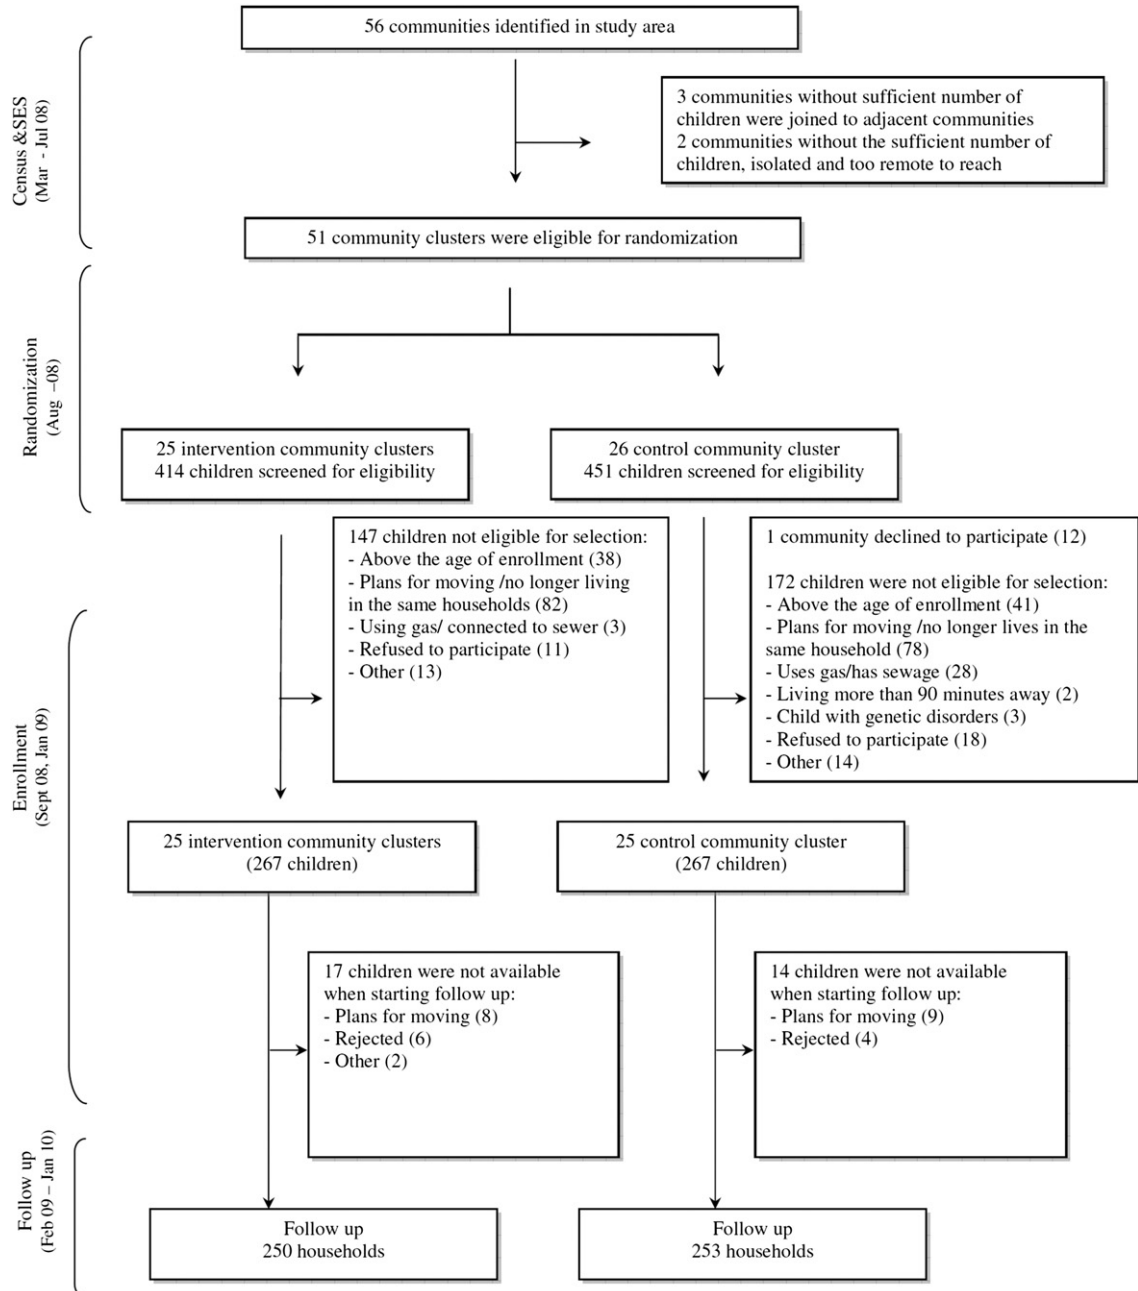 56 communities identified in study area
Census &SES
(Mar - Jul 08)
3 communities without sufficient number of
children were joined to adjacent communities
2 communities without the sufficient number of
children, isolated and too remote to reach
51 community clusters were eligible for randomization
Randomization
(Aug –08)
25 intervention community clusters
414 children screened for eligibility
26 control community cluster
451 children screened for eligibility
147 children not eligible for selection:
- Above the age of enrollment (38)
- Plans for moving /no longer living
in the same households (82)
- Using gas/ connected to sewer (3)
- Refused to participate (11)
- Other (13)
1 community declined to participate (12)
172 children were not eligible for selection:
- Above the age of enrollment (41)
- Plans for moving /no longer lives in the
same household (78)
- Uses gas/has sewage (28)
- Living more than 90 minutes away (2)
- Child with genetic disorders (3)
- Refused to participate (18)
- Other (14)
Enrollment
(Sept 08, Jan 09)
25 intervention community clusters
(267 children)
25 control community cluster
(267 children)
17 children were not available
when starting follow up:
- Plans for moving (8)
- Rejected (6)
- Other (2)
14 children were not available
when starting follow up:
- Plans for moving (9)
- Rejected (4)
Follow up
(Feb 09 – Jan 10)
Follow up
250 households
Follow up
253 households